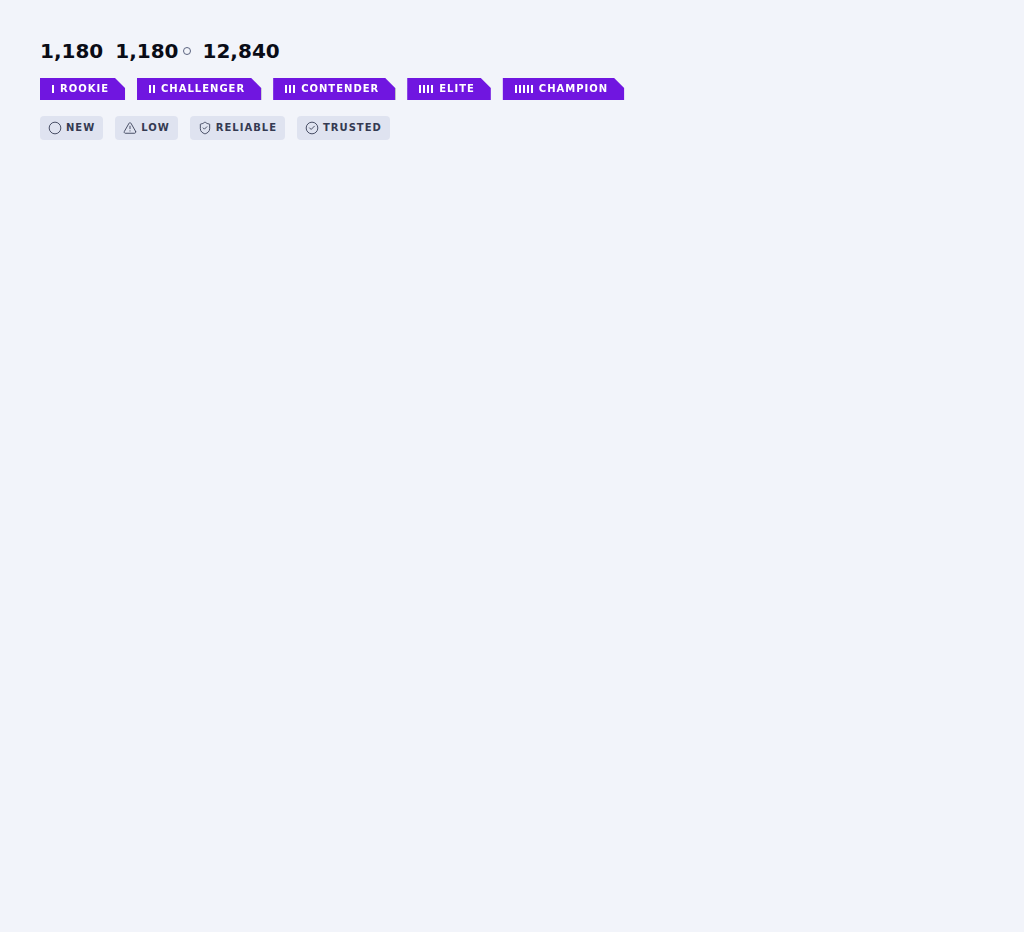 1,180 1,180 12,840
ROOKIE CHALLENGER CONTENDER ELITE CHAMPION
NEW LOW RELIABLE TRUSTED